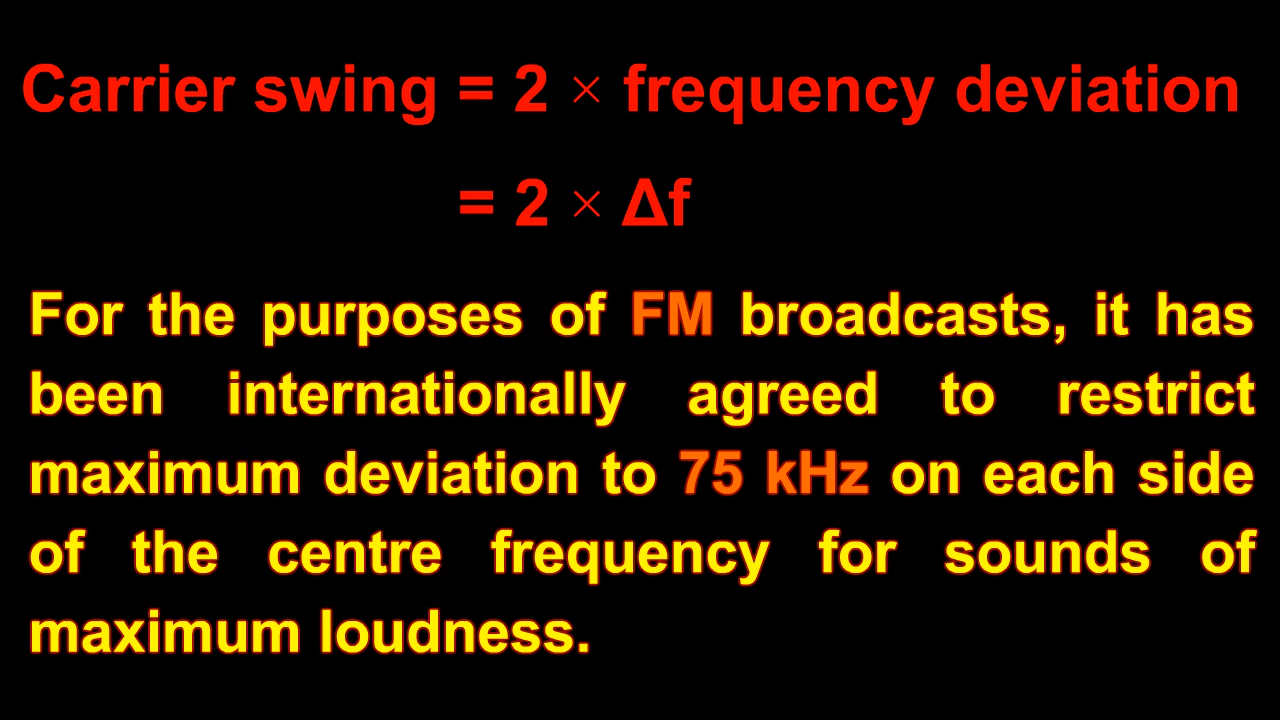 Carrier swing = 2 × frequency deviation
= 2 × Δf
For the purposes of FM broadcasts, it has
been internationally agreed to restrict
maximum deviation to 75 kHz on each side
of the centre frequency for sounds of
maximum loudness.